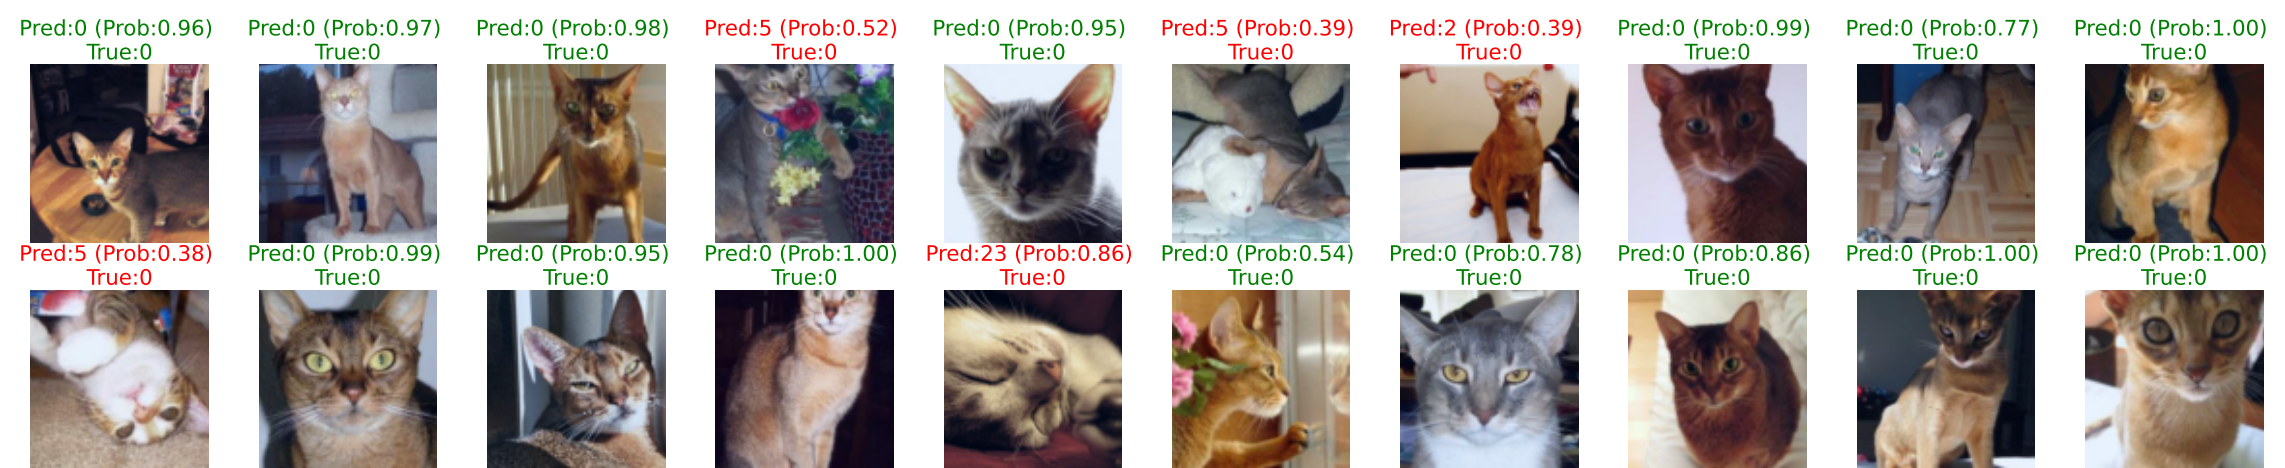 Pred:0 (Prob:0.96)
True:0
Pred:0 (Prob:0.97)
True:0
Pred:0 (Prob:0.98)
True:0
Pred:5 (Prob:0.52)
True:0
Pred:0 (Prob:0.95)
True:0
Pred:5 (Prob:0.39)
True:0
Pred:2 (Prob:0.39)
True:0
Pred:0 (Prob:0.99)
True:0
Pred:0 (Prob:0.77)
True:0
Pred:0 (Prob:1.00)
True:0
Pred:5 (Prob:0.38)
True:0
Pred:0 (Prob:0.99)
True:0
Pred:0 (Prob:0.95)
True:0
Pred:0 (Prob:1.00)
True:0
Pred:23 (Prob:0.86)
True:0
Pred:0 (Prob:0.54)
True:0
Pred:0 (Prob:0.78)
True:0
Pred:0 (Prob:0.86)
True:0
Pred:0 (Prob:1.00)
True:0
Pred:0 (Prob:1.00)
True:0